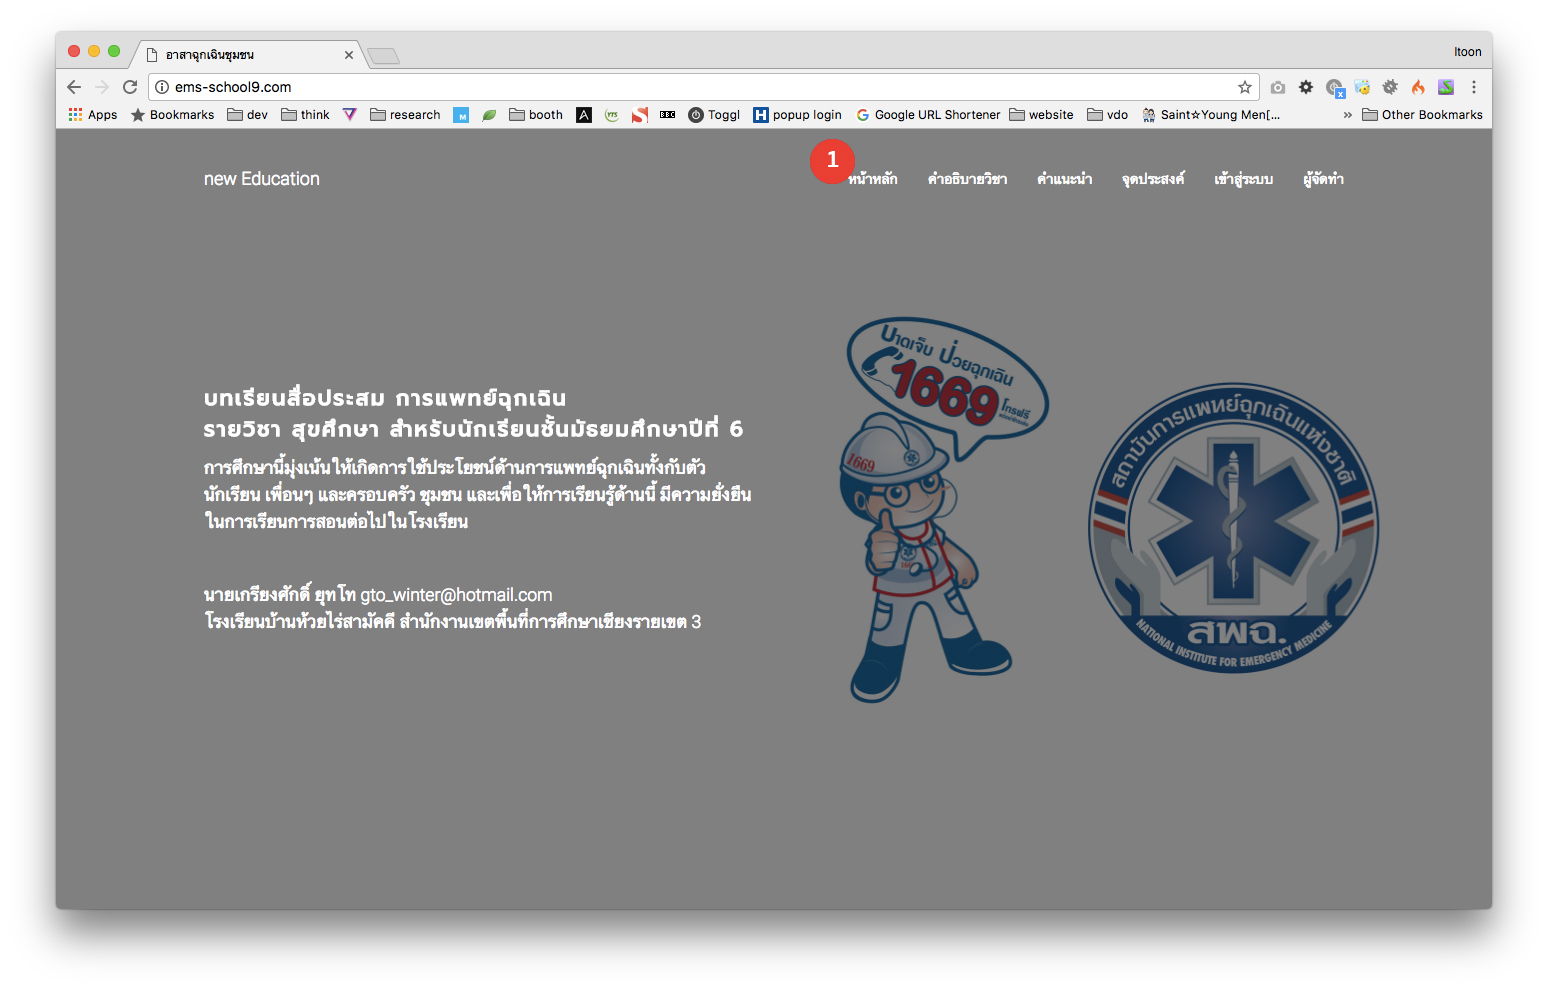 อาสาฉุกเฉินชุมชน
Itoon
ems-school9.com
Apps Bookmarks dev think research M booth A YTS BBC Toggl H popup login Google URL Shortener website vdo Saint☆Young Men[... » Other Bookmarks
1
new Education หน้าหลัก คำอธิบายวิชา คำแนะนำ จุดประสงค์ เข้าสู่ระบบ ผู้จัดทำ
บาดเจ็บ ป่วยฉุกเฉิน
1669
โทรฟรี
1669
1669
บทเรียนสื่อประสม การแพทย์ฉุกเฉิน
รายวิชา สุขศึกษา สำหรับนักเรียนชั้นมัธยมศึกษาปีที่ 6
การศึกษานี้มุ่งเน้นให้เกิดการใช้ประโยชน์ด้านการแพทย์ฉุกเฉินทั้งกับตัว
นักเรียน เพื่อนๆ และครอบครัว ชุมชน และเพื่อให้การเรียนรู้ด้านนี้ มีความยั่งยืน
ในการเรียนการสอนต่อไปในโรงเรียน
นายเกรียงศักดิ์ ยุทโท gto_winter@hotmail.com
โรงเรียนบ้านห้วยไร่สามัคคี สำนักงานเขตพื้นที่การศึกษาเชียงรายเขต 3
สถาบันการแพทย์ฉุกเฉินแห่งชาติ
สพฉ.
NATIONAL INSTITUTE FOR EMERGENCY MEDICINE